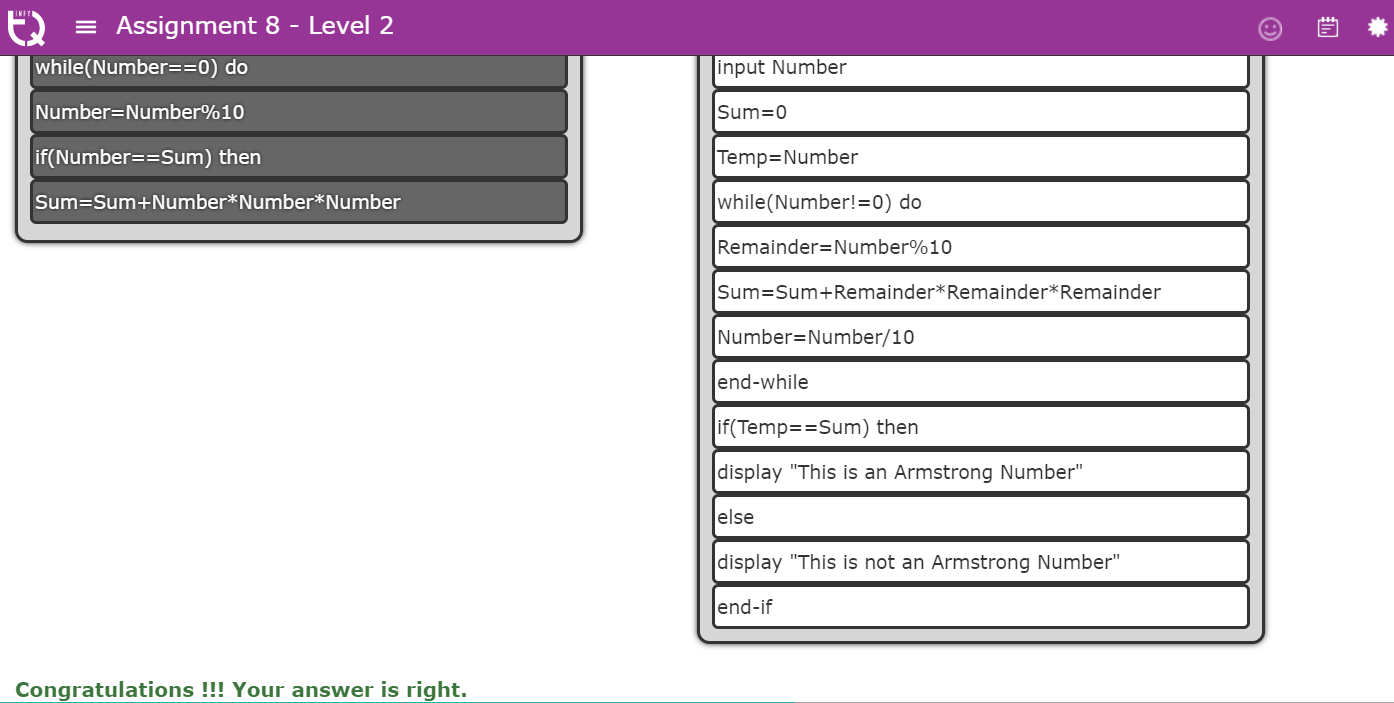 INFY
Assignment 8 - Level 2
while(Number==0) do
Number=Number%10
if(Number==Sum) then
Sum=Sum+Number*Number*Number
input Number
Sum=0
Temp=Number
while(Number!=0) do
Remainder=Number%10
Sum=Sum+Remainder*Remainder*Remainder
Number=Number/10
end-while
if(Temp==Sum) then
display "This is an Armstrong Number"
else
display "This is not an Armstrong Number"
end-if
Congratulations !!! Your answer is right.